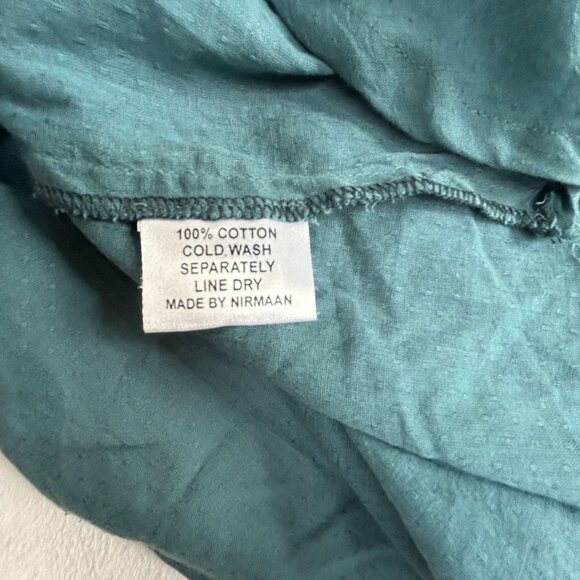 100% COTTON
COLD WASH
SEPARATELY
LINE DRY
MADE BY NIRMAAN